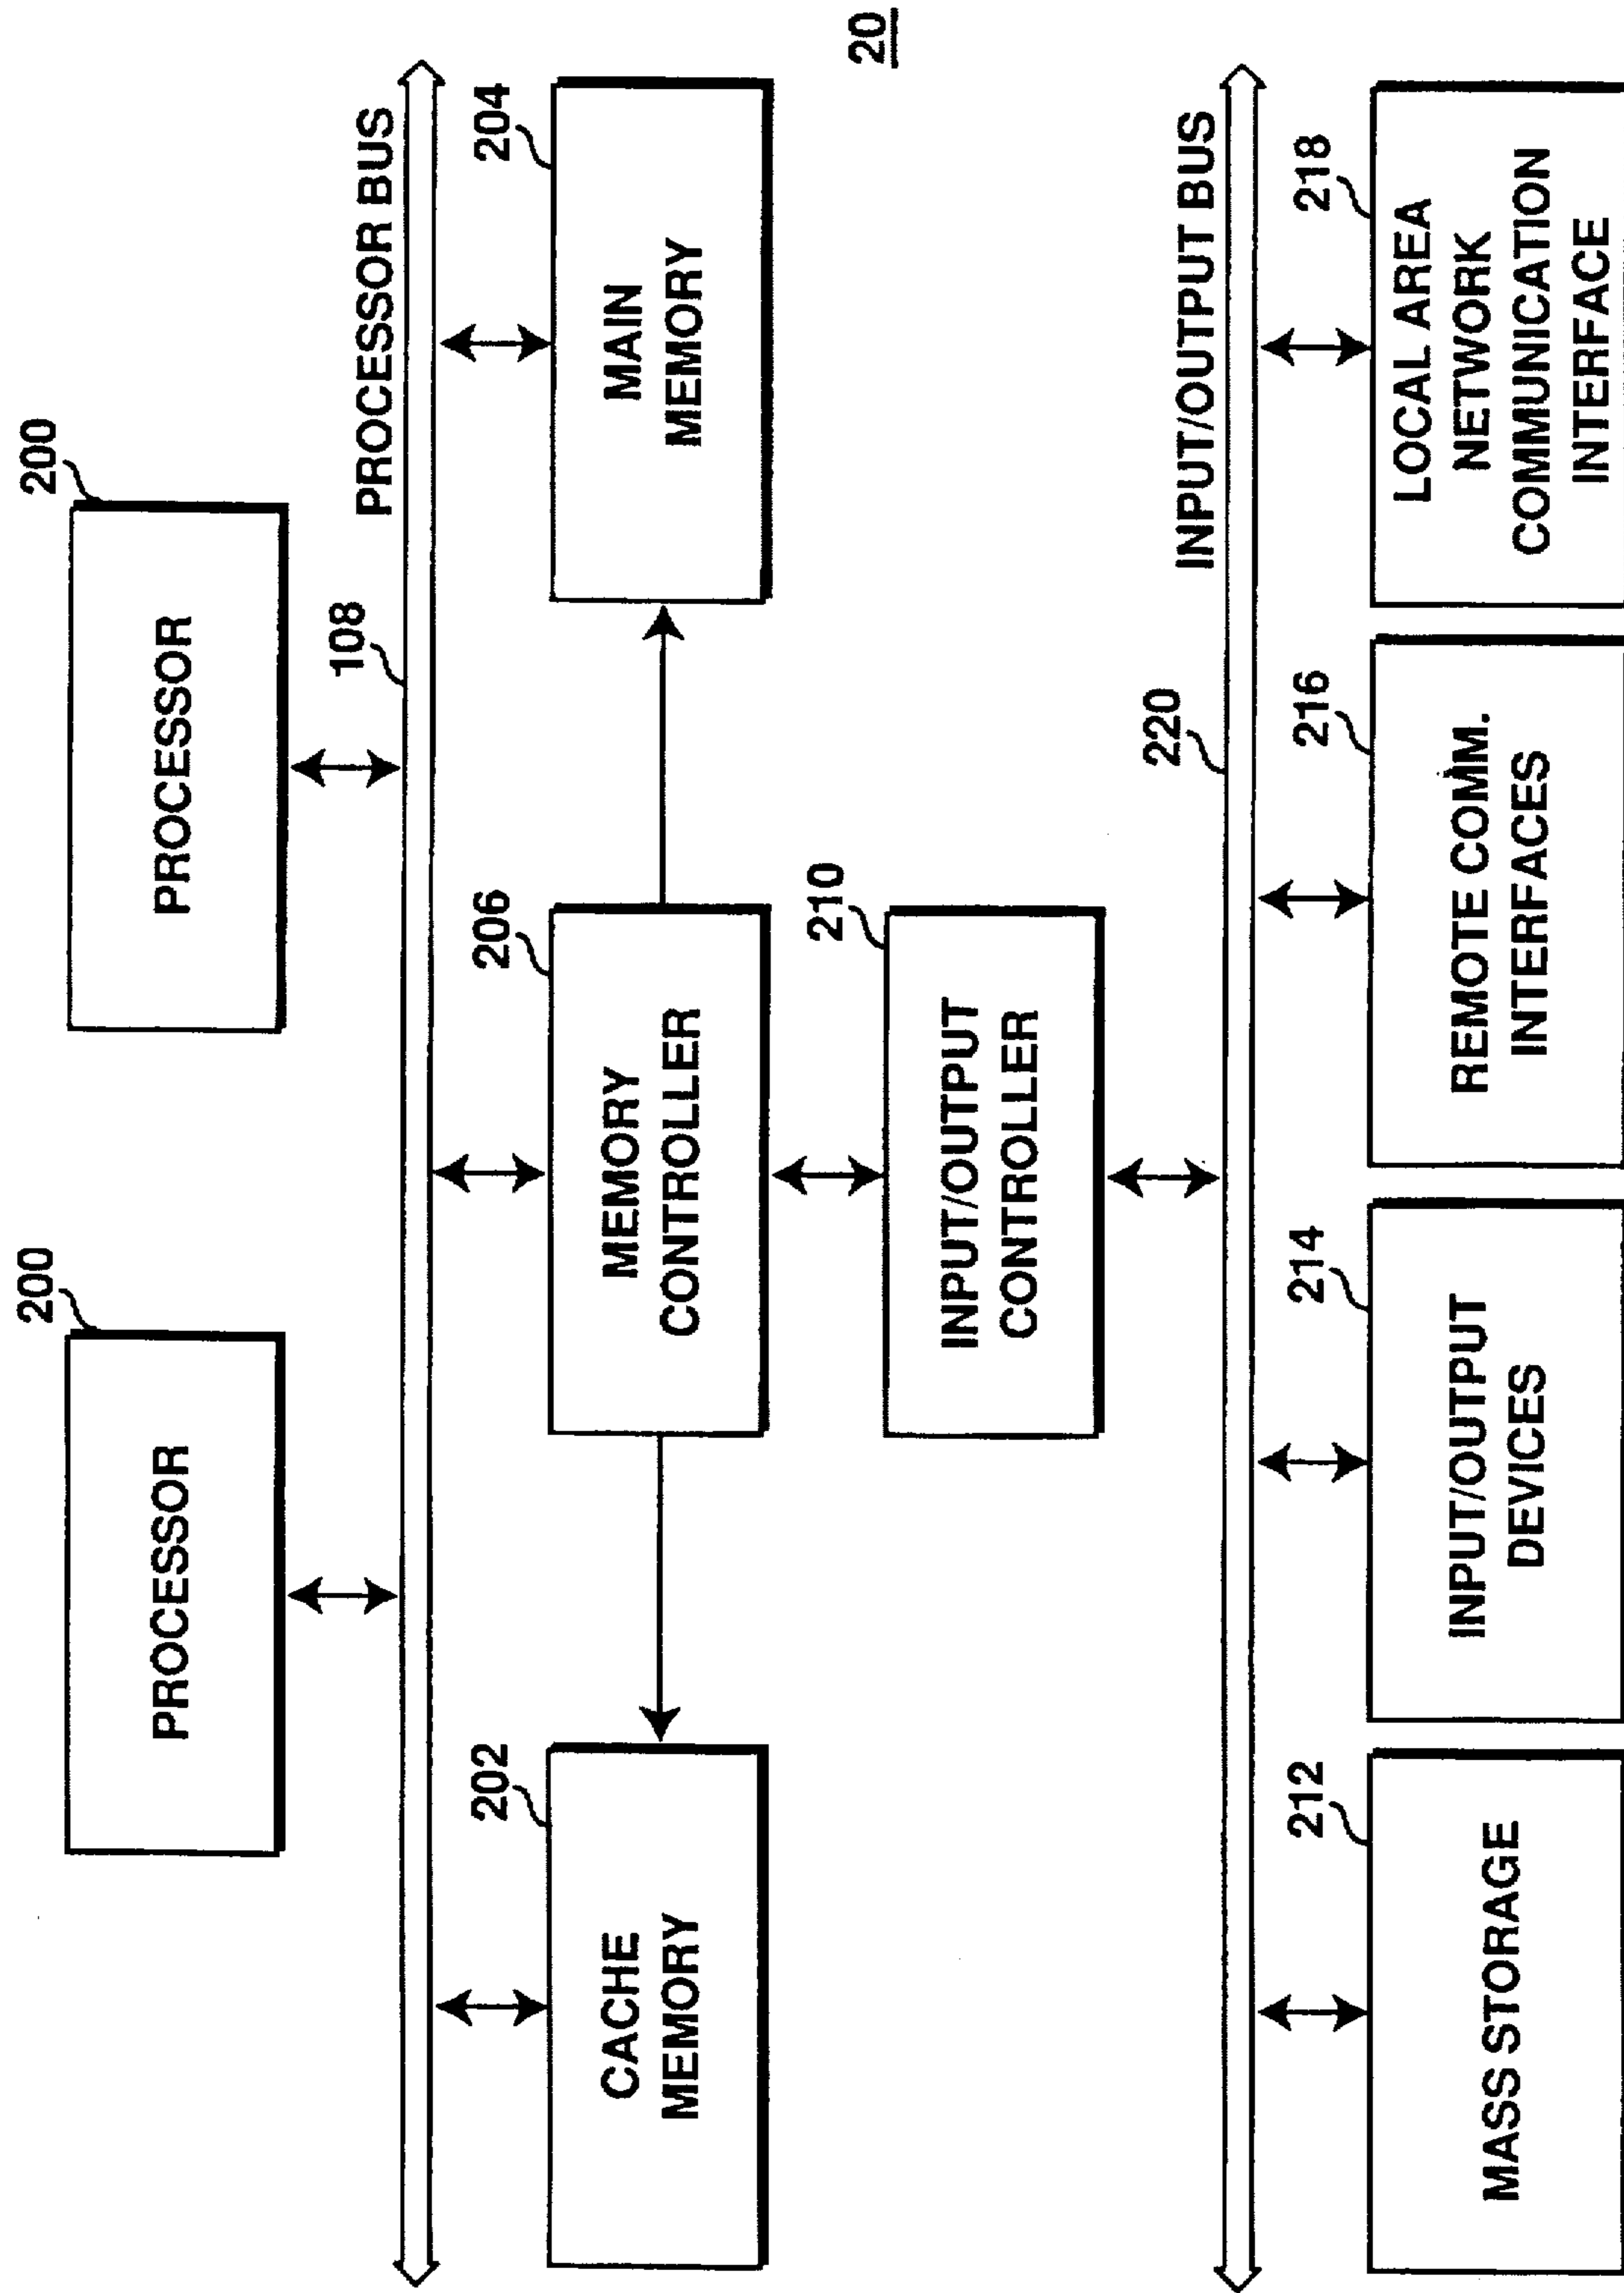 200
200
PROCESSOR
PROCESSOR
108
PROCESSOR BUS
202
206
204
CACHE
MEMORY
MEMORY
CONTROLLER
MAIN
MEMORY
210
20
INPUT/OUTPUT
CONTROLLER
220
INPUT/OUTPUT BUS
212
214
216
218
MASS STORAGE
INPUT/OUTPUT
DEVICES
REMOTE COMM.
INTERFACES
LOCAL AREA
NETWORK
COMMUNICATION
INTERFACE